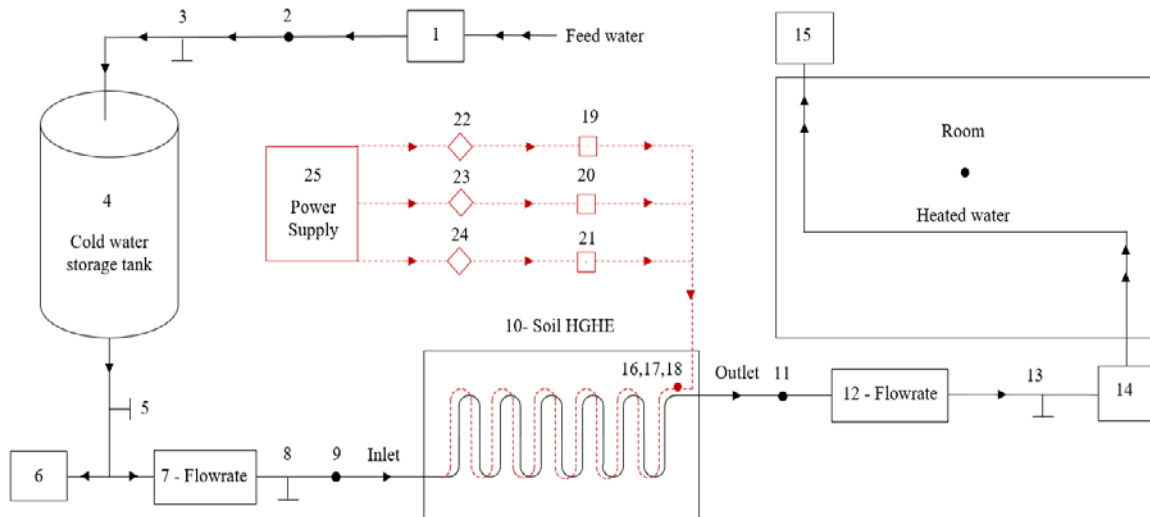 3
2
1
Feed water
15
22
19
Room
25
Power
Supply
23
20
Heated water
4
Cold water
storage tank
24
21
10- Soil HGHE
16,17,18
Outlet
11
12 - Flowrate
13
14
5
6
7 - Flowrate
8
9
Inlet